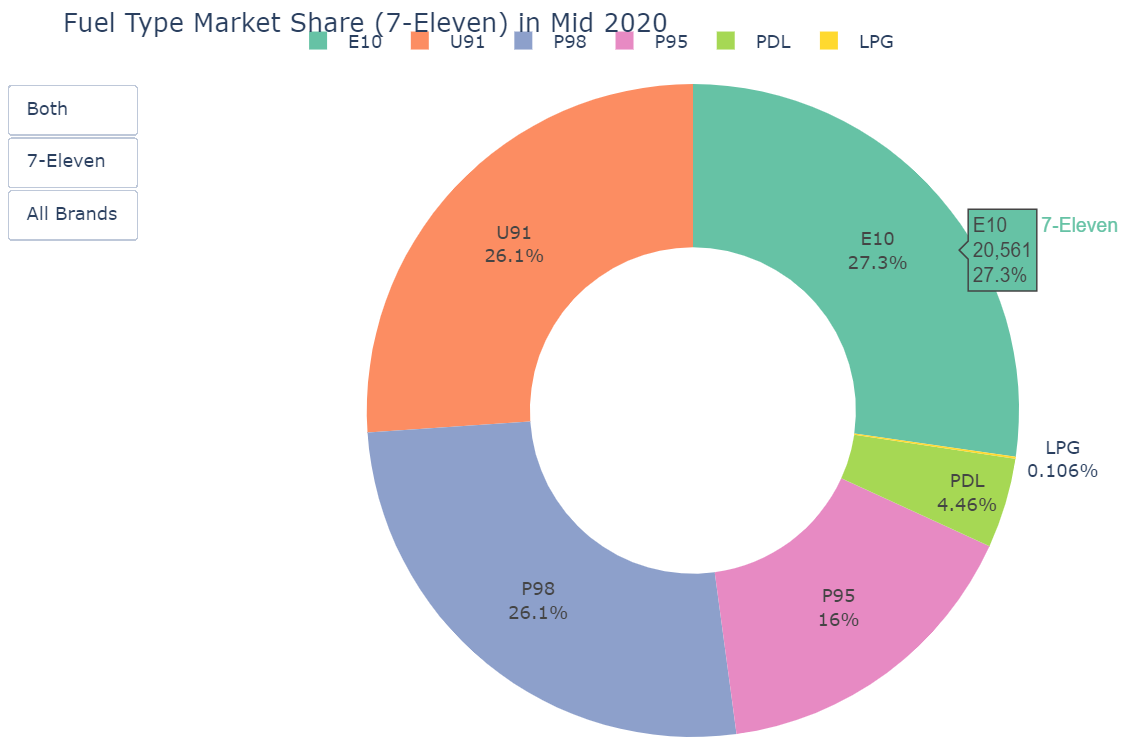 Fuel Type Market Share (7-Eleven) in Mid 2020
E10 U91 P98 P95 PDL LPG
Both
7-Eleven
All Brands
U91
26.1%
E10
27.3%
E10
20,561
27.3%
7-Eleven
LPG
0.106%
PDL
4.46%
P98
26.1%
P95
16%